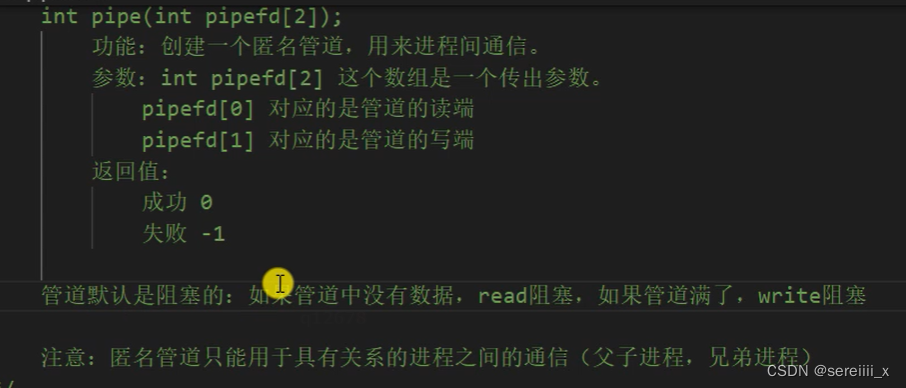 int pipe(int pipefd[2]);
功能：创建一个匿名管道，用来进程间通信。
参数：int pipefd[2] 这个数组是一个传出参数。
pipefd[0] 对应的是管道的读端
pipefd[1] 对应的是管道的写端
返回值：
成功 0
失败 -1
管道默认是阻塞的：如果管道中没有数据，read阻塞，如果管道满了，write阻塞
注意：匿名管道只能用于具有关系的进程之间的通信（父子进程，兄弟进程）
CSDN @sereiiii_x